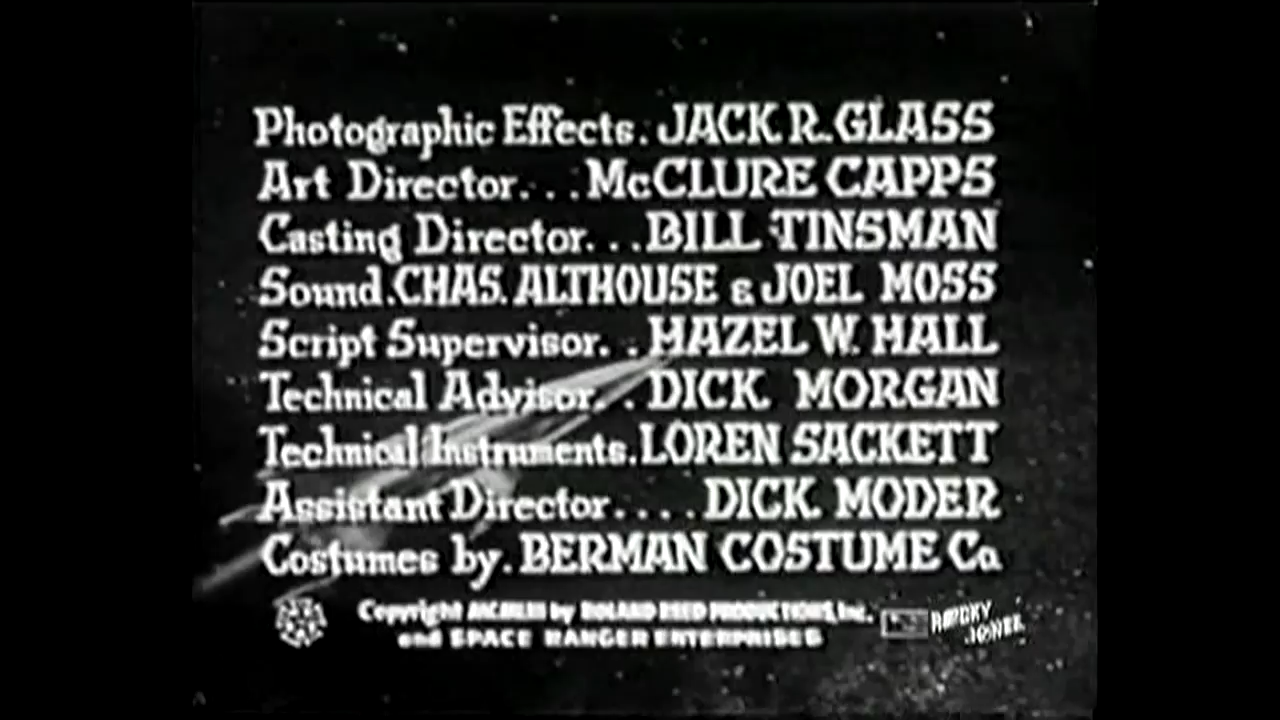 Photographic Effects. JACK R. GLASS
Art Director. . . McCLURE CAPPS
Casting Director. . . BILL TINSMAN
Sound. CHAS. ALTHOUSE & JOEL MOSS
Script Supervisor. . HAZEL W. HALL
Technical Advisor. . DICK MORGAN
Technical Instruments. LOREN SACKETT
Assistant Director. . . . DICK MODER
Costumes by. BERMAN COSTUME Co.
Copyright by ROLAND REED PRODUCTIONS, Inc.
and SPACE RANGER ENTERPRISES
ROCKY
JONES